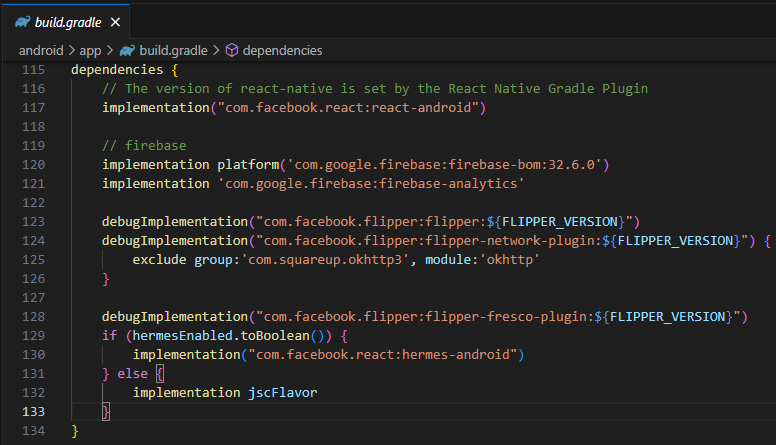 build.gradle
android > app > build.gradle > dependencies
115 dependencies {
116 // The version of react-native is set by the React Native Gradle Plugin
117 implementation("com.facebook.react:react-android")
118
119 // firebase
120 implementation platform('com.google.firebase:firebase-bom:32.6.0')
121 implementation 'com.google.firebase:firebase-analytics'
122
123 debugImplementation("com.facebook.flipper:flipper:${FLIPPER_VERSION}")
124 debugImplementation("com.facebook.flipper:flipper-network-plugin:${FLIPPER_VERSION}") {
125 exclude group:'com.squareup.okhttp3', module:'okhttp'
126 }
127
128 debugImplementation("com.facebook.flipper:flipper-fresco-plugin:${FLIPPER_VERSION}")
129 if (hermesEnabled.toBoolean()) {
130 implementation("com.facebook.react:hermes-android")
131 } else {
132 implementation jscFlavor
133 }
134 }